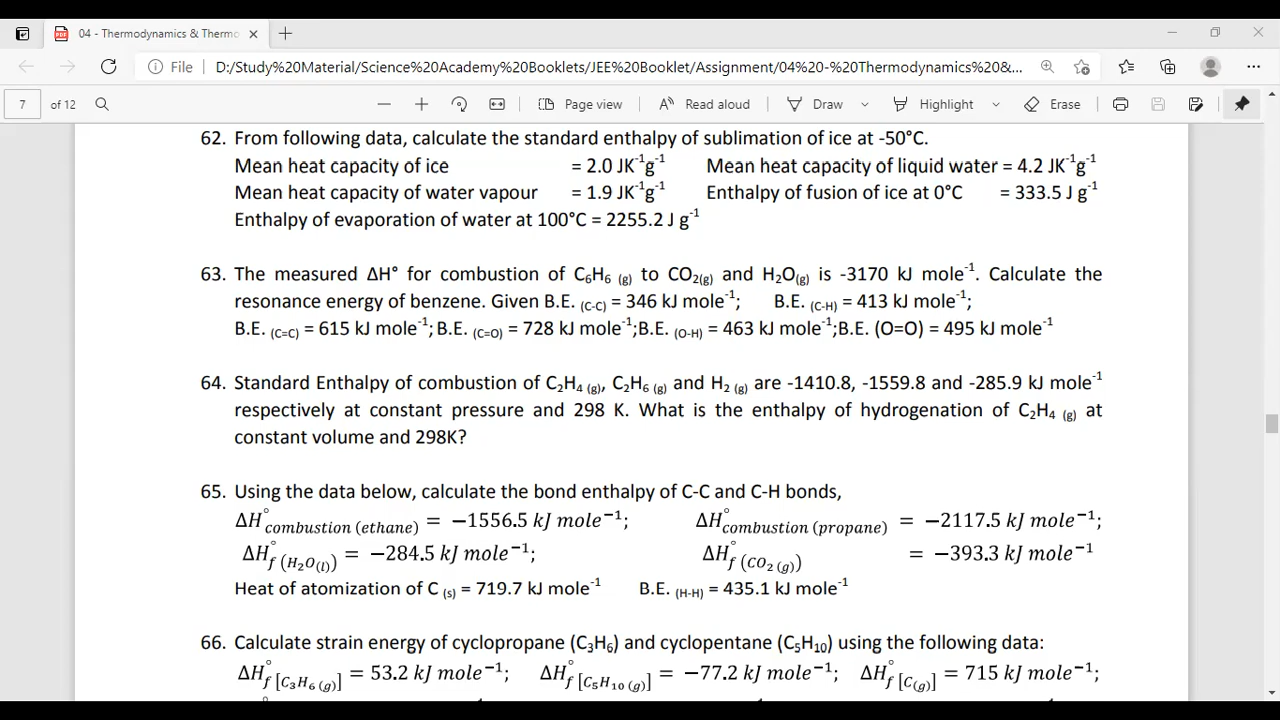 04 - Thermodynamics & Thermo
File D:/Study%20Material/Science%20Academy%20Booklets/JEE%20Booklet/Assignment/04%20-%20Thermodynamics%20&...
7 of 12 Page view Read aloud Draw Highlight Erase
62. From following data, calculate the standard enthalpy of sublimation of ice at -50°C.
Mean heat capacity of ice = 2.0 JK⁻¹g⁻¹ Mean heat capacity of liquid water = 4.2 JK⁻¹g⁻¹
Mean heat capacity of water vapour = 1.9 JK⁻¹g⁻¹ Enthalpy of fusion of ice at 0°C = 333.5 J g⁻¹
Enthalpy of evaporation of water at 100°C = 2255.2 J g⁻¹
63. The measured ΔH° for combustion of C₆H₆ (g) to CO₂(g) and H₂O(g) is -3170 kJ mole⁻¹. Calculate the
resonance energy of benzene. Given B.E. (C-C) = 346 kJ mole⁻¹; B.E. (C-H) = 413 kJ mole⁻¹;
B.E. (C=C) = 615 kJ mole⁻¹; B.E. (C=O) = 728 kJ mole⁻¹;B.E. (O-H) = 463 kJ mole⁻¹;B.E. (O=O) = 495 kJ mole⁻¹
64. Standard Enthalpy of combustion of C₂H₄ (g), C₂H₆ (g) and H₂ (g) are -1410.8, -1559.8 and -285.9 kJ mole⁻¹
respectively at constant pressure and 298 K. What is the enthalpy of hydrogenation of C₂H₄ (g) at
constant volume and 298K?
65. Using the data below, calculate the bond enthalpy of C-C and C-H bonds,
ΔH°combustion (ethane) = −1556.5 kJ mole⁻¹; ΔH°combustion (propane) = −2117.5 kJ mole⁻¹;
ΔH°f (H₂O(l)) = −284.5 kJ mole⁻¹; ΔH°f (CO₂ (g)) = −393.3 kJ mole⁻¹
Heat of atomization of C (s) = 719.7 kJ mole⁻¹ B.E. (H-H) = 435.1 kJ mole⁻¹
66. Calculate strain energy of cyclopropane (C₃H₆) and cyclopentane (C₅H₁₀) using the following data:
ΔH°f [C₃H₆ (g)] = 53.2 kJ mole⁻¹; ΔH°f [C₅H₁₀ (g)] = −77.2 kJ mole⁻¹; ΔH°f [C(g)] = 715 kJ mole⁻¹;